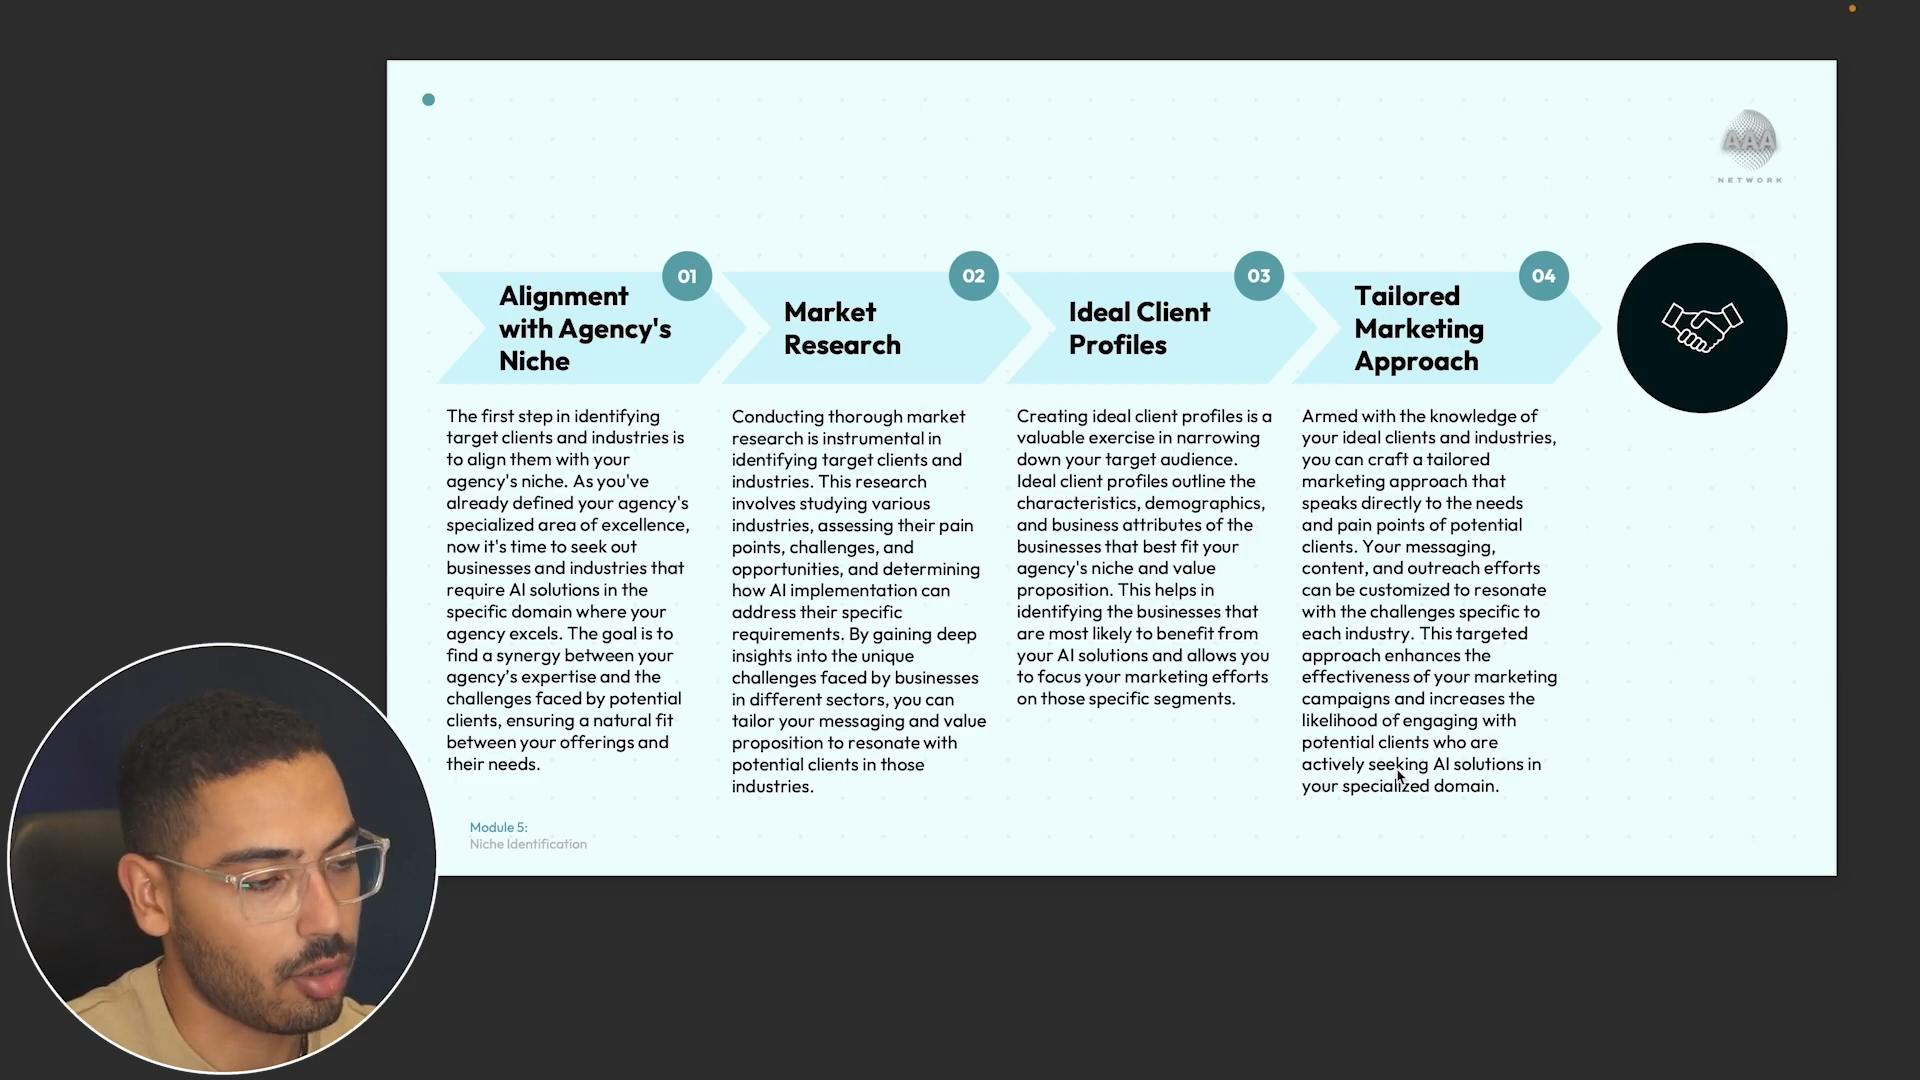 AAA
NETWORK
01
Alignment
with Agency's
Niche
The first step in identifying
target clients and industries is
to align them with your
agency's niche. As you've
already defined your agency's
specialized area of excellence,
now it's time to seek out
businesses and industries that
require AI solutions in the
specific domain where your
agency excels. The goal is to
find a synergy between your
agency's expertise and the
challenges faced by potential
clients, ensuring a natural fit
between your offerings and
their needs.
02
Market
Research
Conducting thorough market
research is instrumental in
identifying target clients and
industries. This research
involves studying various
industries, assessing their pain
points, challenges, and
opportunities, and determining
how AI implementation can
address their specific
requirements. By gaining deep
insights into the unique
challenges faced by businesses
in different sectors, you can
tailor your messaging and value
proposition to resonate with
potential clients in those
industries.
03
Ideal Client
Profiles
Creating ideal client profiles is a
valuable exercise in narrowing
down your target audience.
Ideal client profiles outline the
characteristics, demographics,
and business attributes of the
businesses that best fit your
agency's niche and value
proposition. This helps in
identifying the businesses that
are most likely to benefit from
your AI solutions and allows you
to focus your marketing efforts
on those specific segments.
04
Tailored
Marketing
Approach
Armed with the knowledge of
your ideal clients and industries,
you can craft a tailored
marketing approach that
speaks directly to the needs
and pain points of potential
clients. Your messaging,
content, and outreach efforts
can be customized to resonate
with the challenges specific to
each industry. This targeted
approach enhances the
effectiveness of your marketing
campaigns and increases the
likelihood of engaging with
potential clients who are
actively seeking AI solutions in
your specialized domain.
Module 5:
Niche Identification